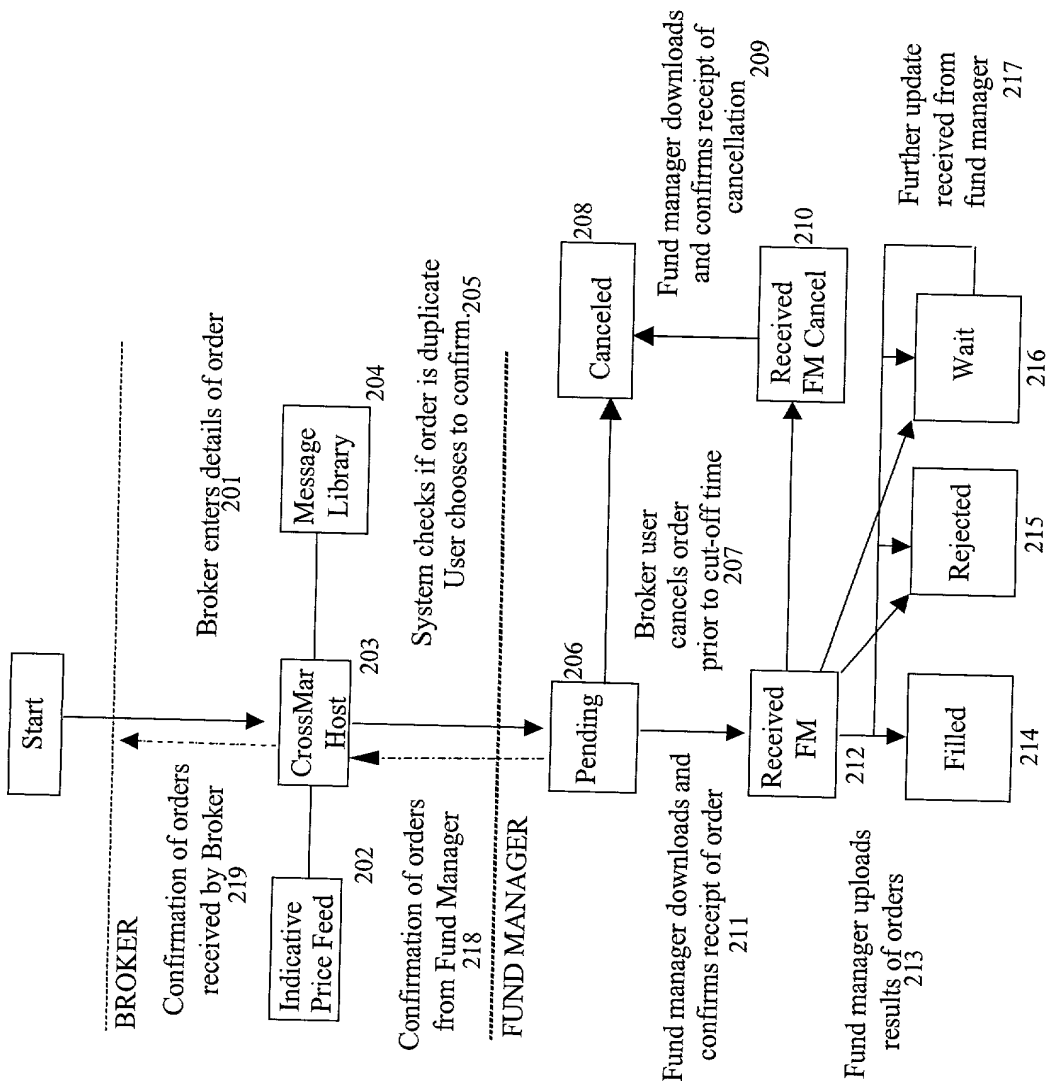 Start
BROKER
Confirmation of orders
received by Broker
219
Broker enters details of order
201
Indicative
Price Feed
202
CrossMar
Host
203
Message
Library
204
Confirmation of orders
from Fund Manager
218
System checks if order is duplicate
User chooses to confirm.
205
FUND MANAGER
Pending
206
Canceled
208
Fund manager downloads and
confirms receipt of order
211
Broker user
cancels order
prior to cut-off time
207
Fund manager downloads
and confirms receipt of
cancellation
209
Received
FM
212
Received
FM Cancel
210
Fund manager uploads
results of orders
213
Further update
received from
fund manager
217
Filled
214
Rejected
215
Wait
216